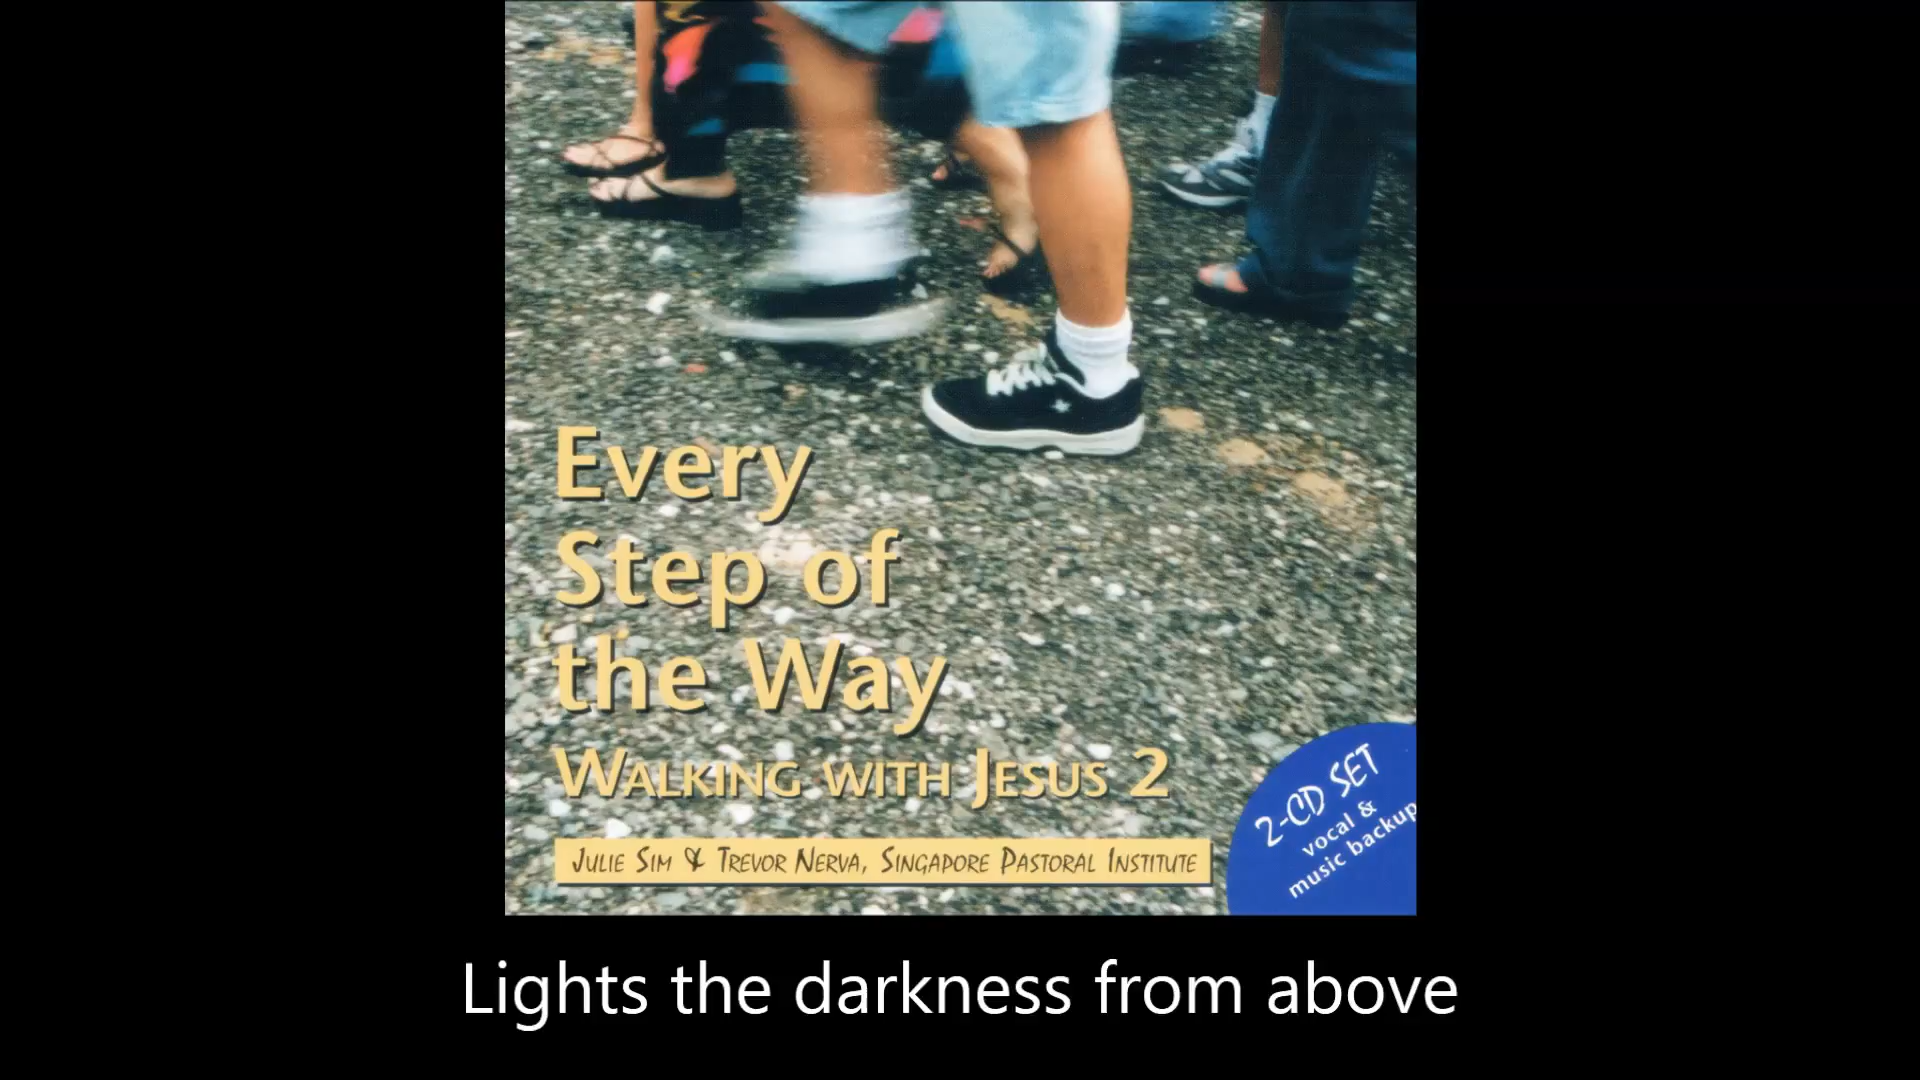 Every
Step of
the Way
Walking with Jesus 2
Julie Sim & Trevor Nerva, Singapore Pastoral Institute
2-CD SET
vocal &
music backup
Lights the darkness from above